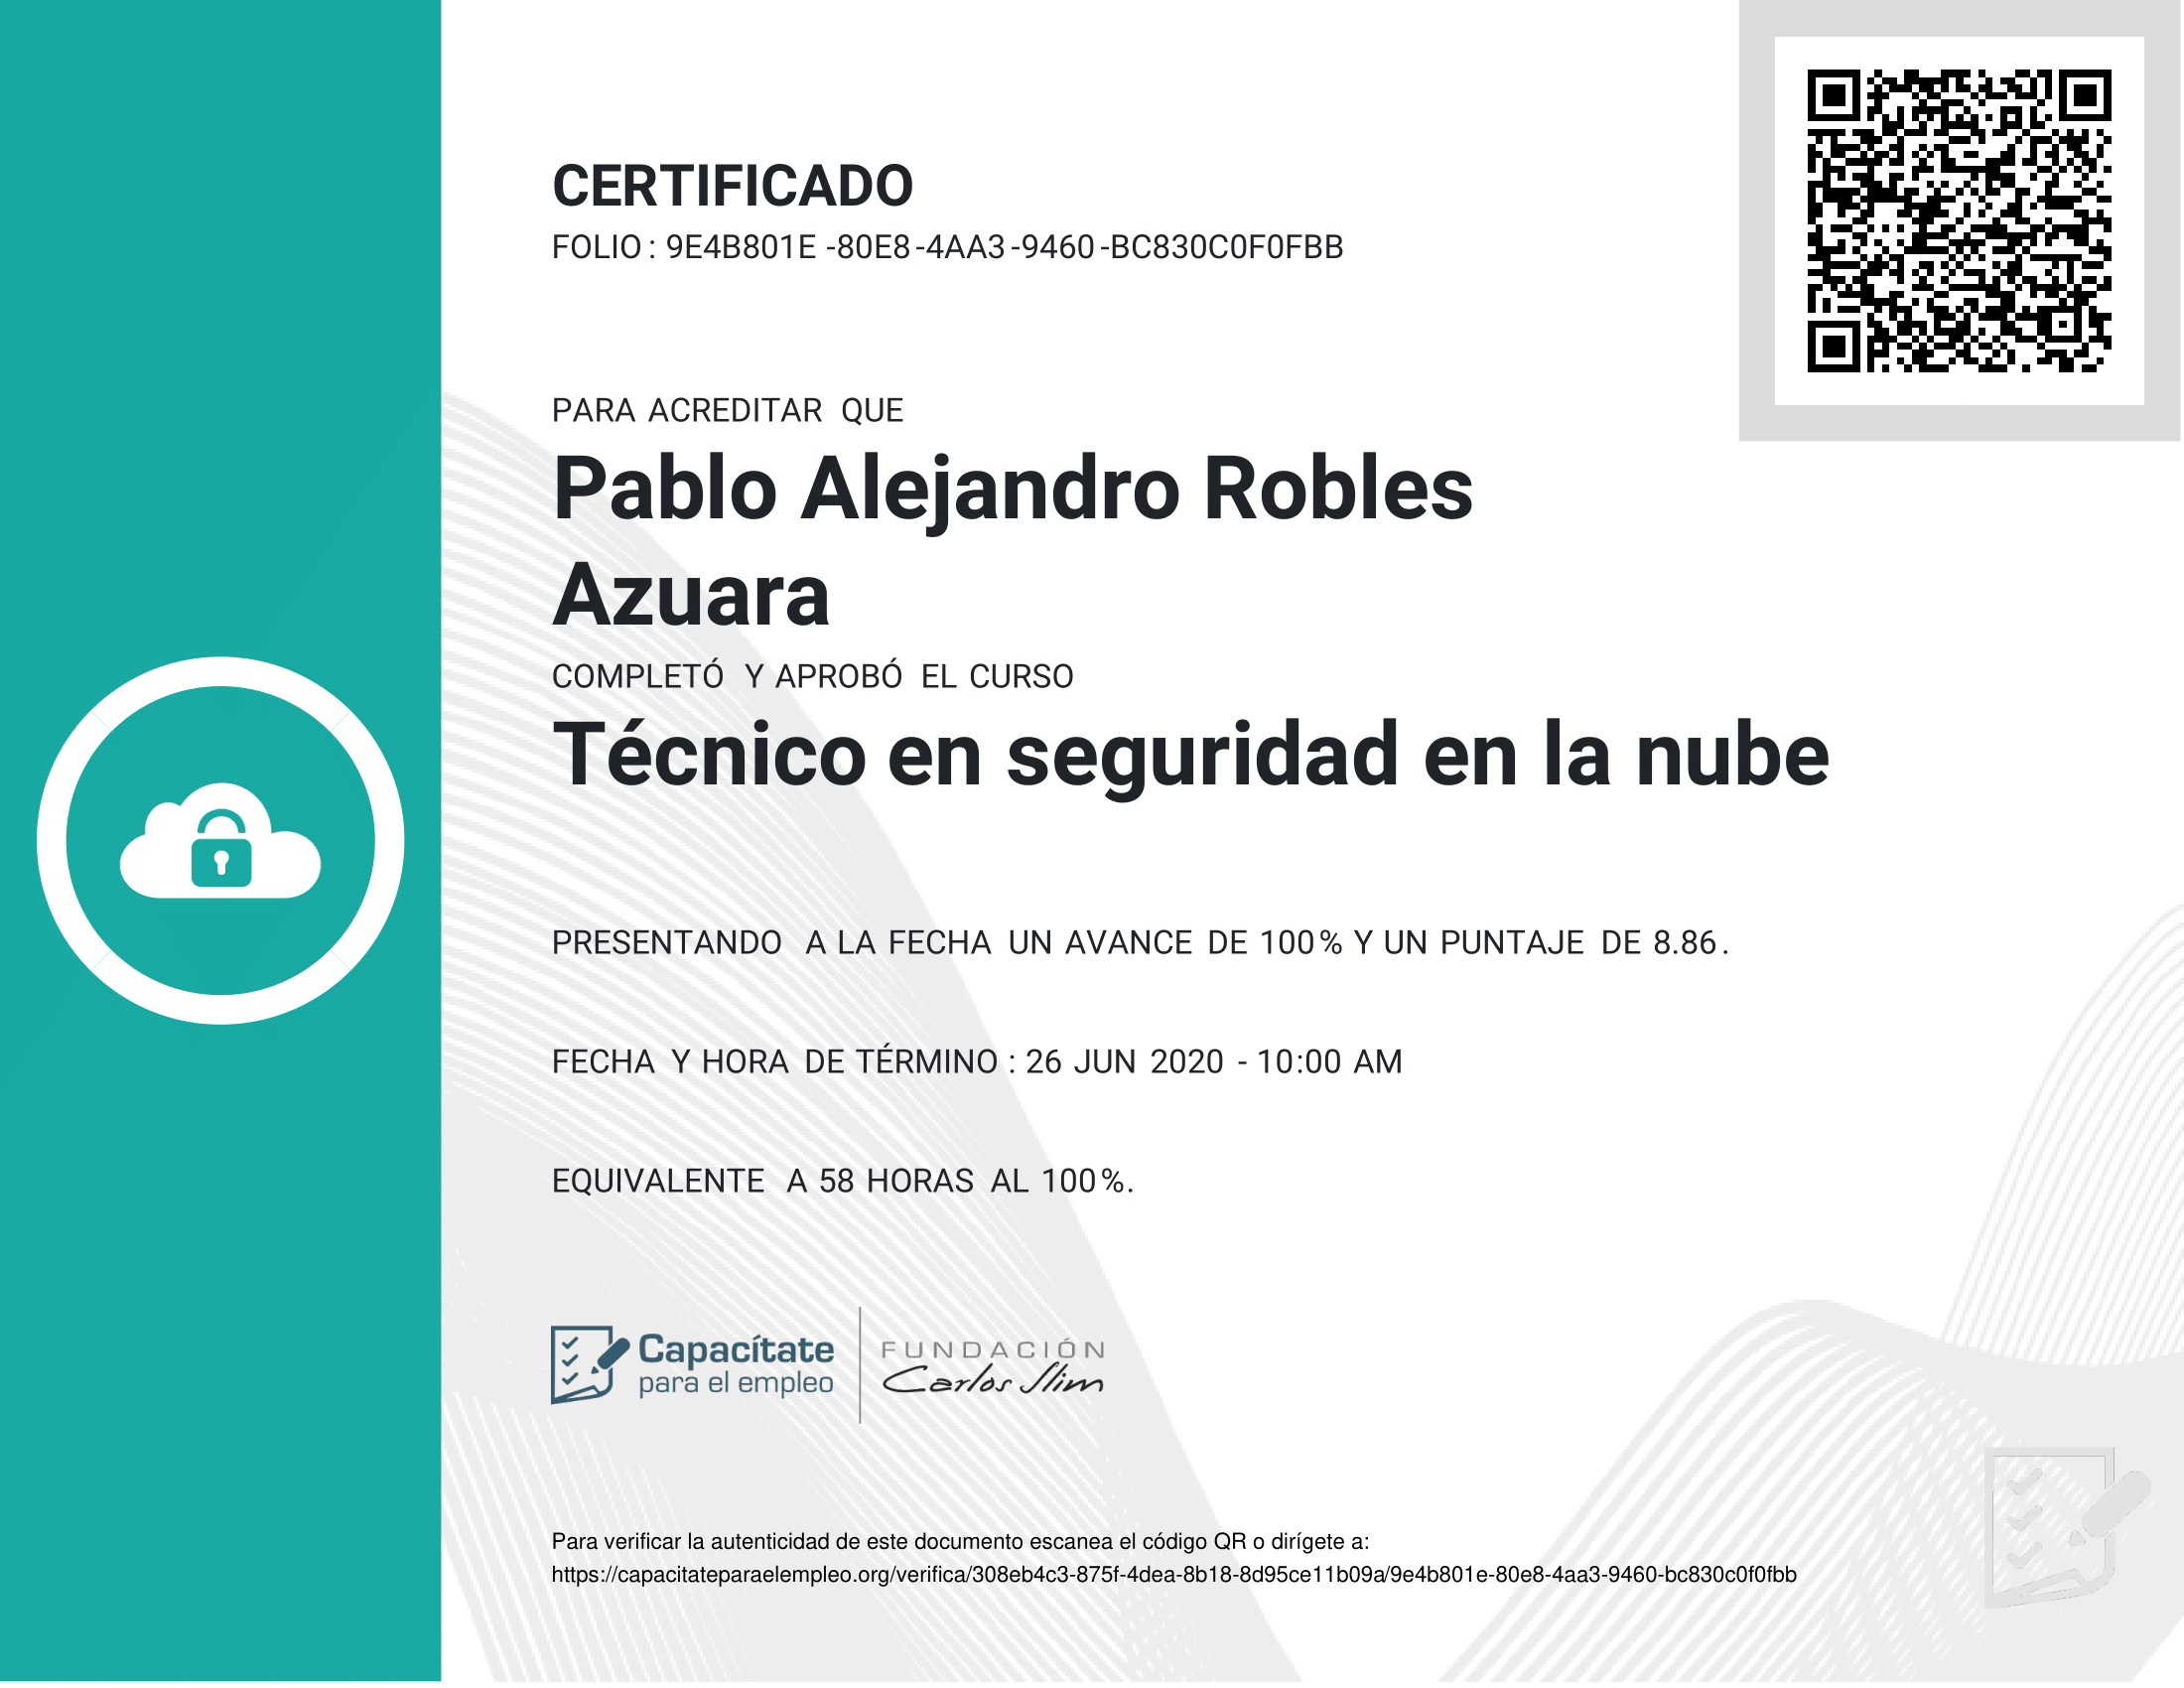 CERTIFICADO
FOLIO : 9E4B801E -80E8 -4AA3 -9460 -BC830C0F0FBB
PARA ACREDITAR QUE
Pablo Alejandro Robles
Azuara
COMPLETÓ Y APROBÓ EL CURSO
Técnico en seguridad en la nube
PRESENTANDO A LA FECHA UN AVANCE DE 100% Y UN PUNTAJE DE 8.86.
FECHA Y HORA DE TÉRMINO : 26 JUN 2020 - 10:00 AM
EQUIVALENTE A 58 HORAS AL 100%.
Capacítate
para el empleo
FUNDACIÓN
Carlos Slim
Para verificar la autenticidad de este documento escanea el código QR o dirígete a:
https://capacitateparaelempleo.org/verifica/308eb4c3-875f-4dea-8b18-8d95ce11b09a/9e4b801e-80e8-4aa3-9460-bc830c0f0fbb